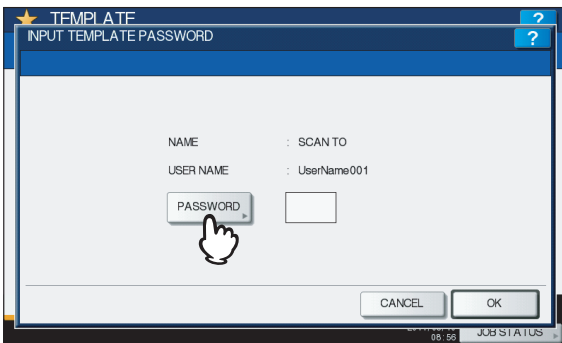 TEMPLATE ?
INPUT TEMPLATE PASSWORD ?
NAME : SCAN TO
USER NAME : UserName001
PASSWORD
CANCEL OK
08:56 JOB STATUS